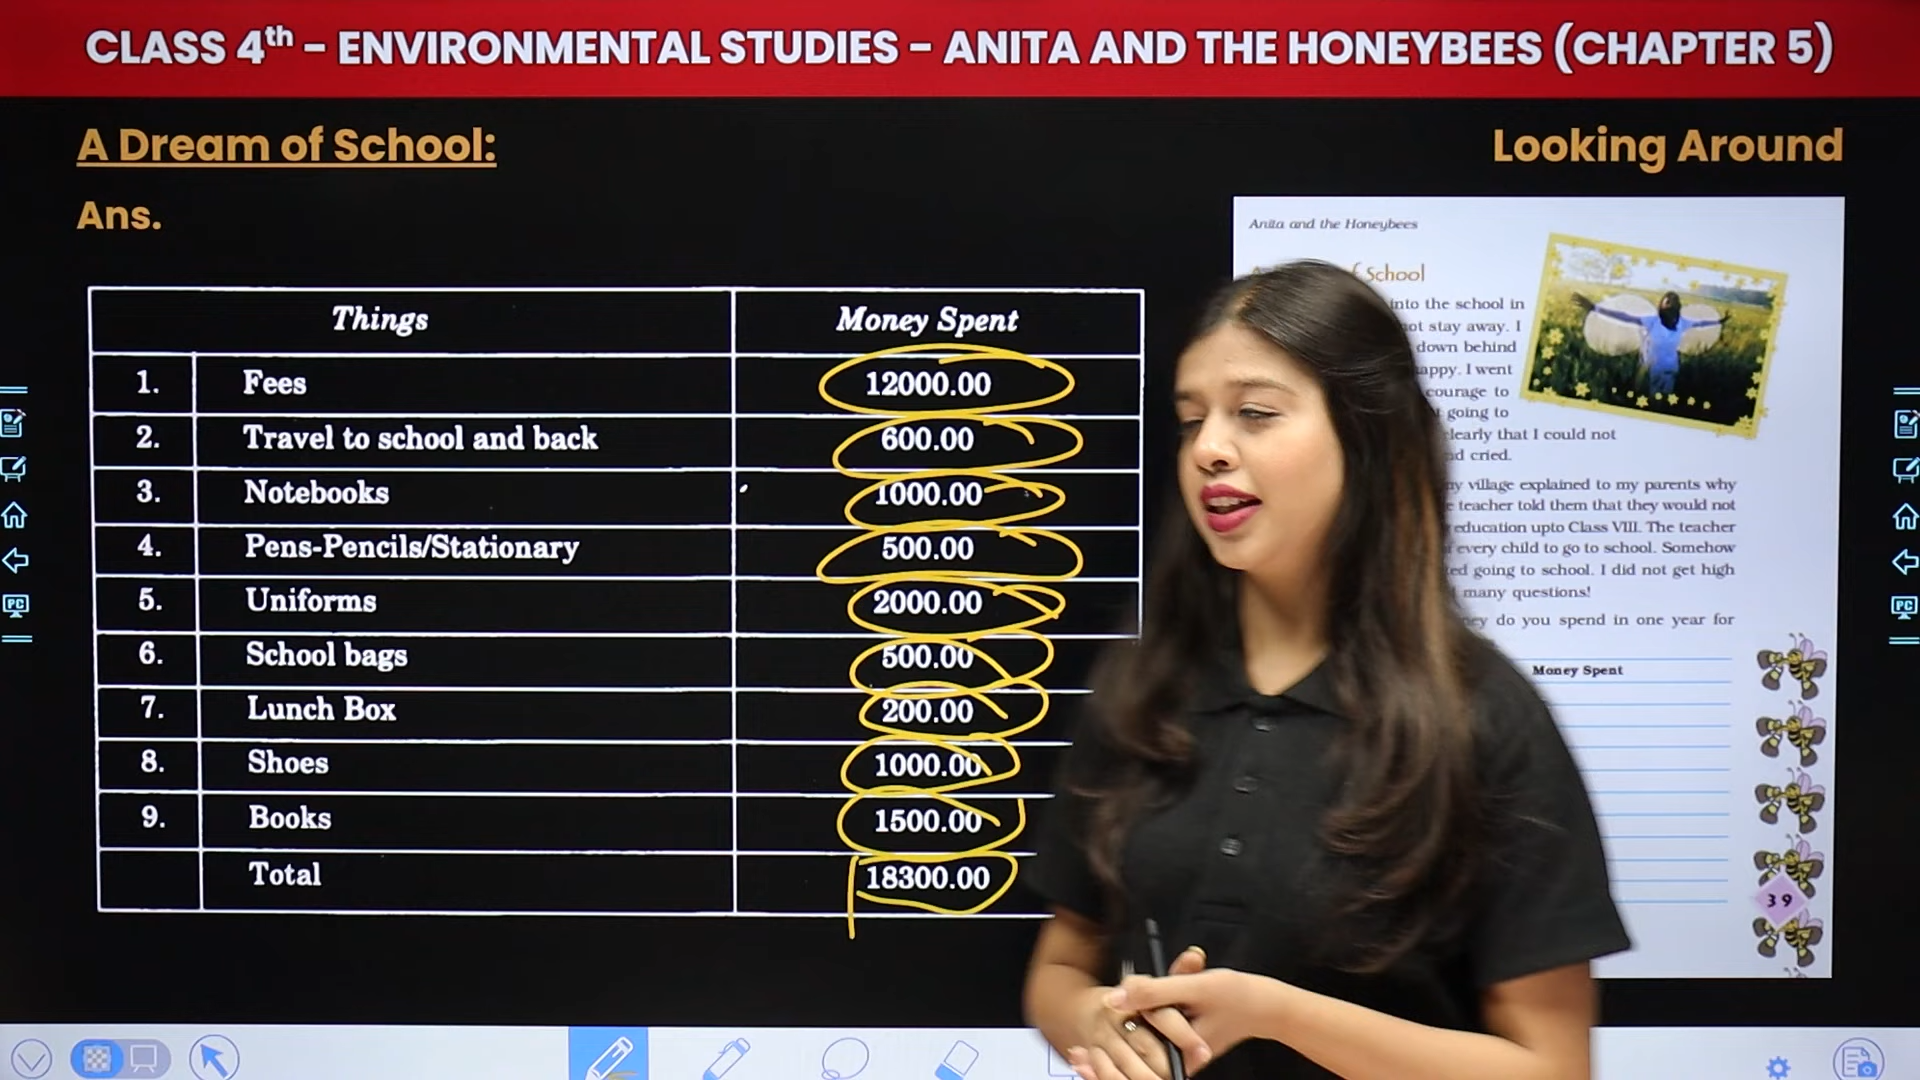 CLASS 4th – ENVIRONMENTAL STUDIES – ANITA AND THE HONEYBEES (CHAPTER 5)
A Dream of School:
Looking Around
Ans.
Things Money Spent
1. Fees 12000.00
2. Travel to school and back 600.00
3. Notebooks 1000.00
4. Pens-Pencils/Stationary 500.00
5. Uniforms 2000.00
6. School bags 500.00
7. Lunch Box 200.00
8. Shoes 1000.00
9. Books 1500.00
Total 18300.00
Anita and the Honeybees
School
into the school in
not stay away. I
down behind
happy. I went
courage to
going to
clearly that I could not
and cried.
my village explained to my parents why
teacher told them that they would not
education upto Class VIII. The teacher
every child to go to school. Somehow
going to school. I did not get high
many questions!
do you spend in one year for
Money Spent
39
PC
PC